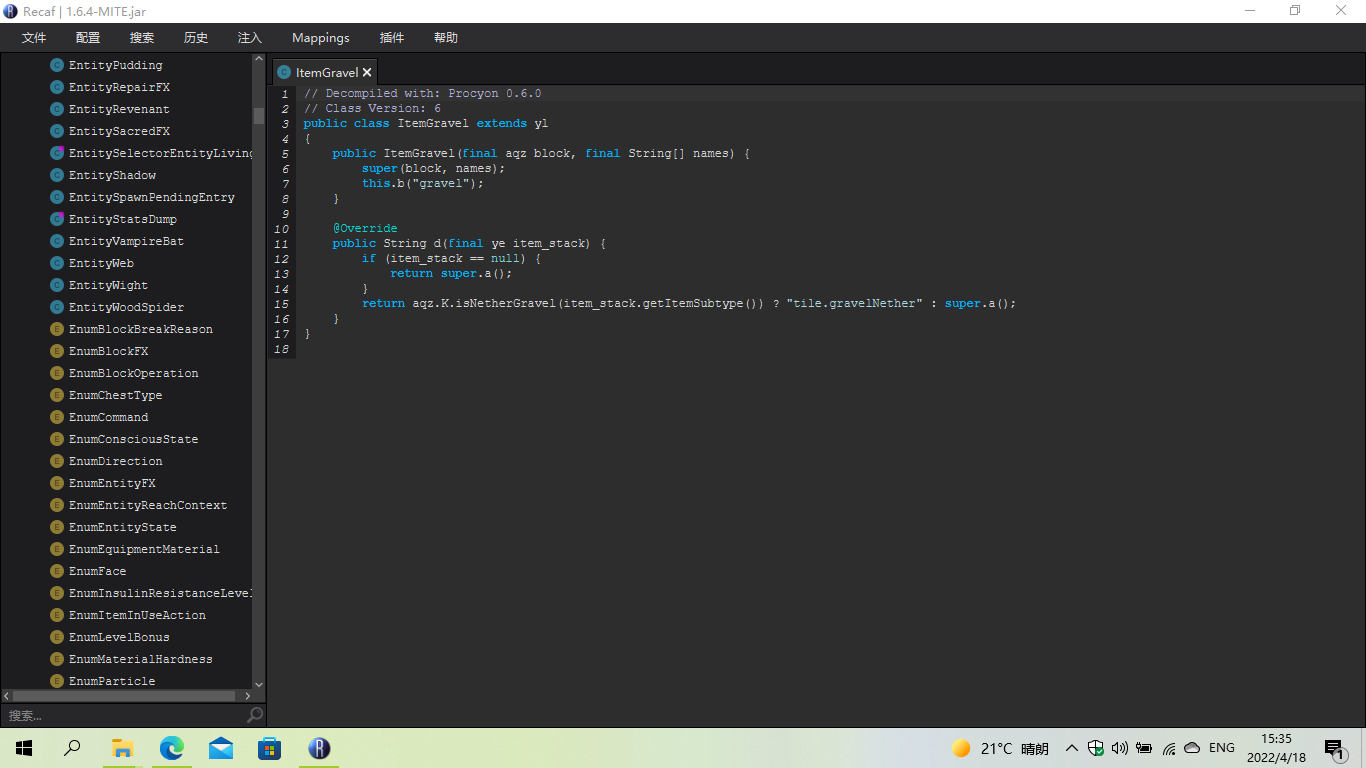 Recaf | 1.6.4-MITE.jar
文件 配置 搜索 历史 注入 Mappings 插件 帮助
EntityPudding
EntityRepairFX
EntityRevenant
EntitySacredFX
EntitySelectorEntityLiving
EntityShadow
EntitySpawnPendingEntry
EntityStatsDump
EntityVampireBat
EntityWeb
EntityWight
EntityWoodSpider
EnumBlockBreakReason
EnumBlockFX
EnumBlockOperation
EnumChestType
EnumCommand
EnumConsciousState
EnumDirection
EnumEntityFX
EnumEntityReachContext
EnumEntityState
EnumEquipmentMaterial
EnumFace
EnumInsulinResistanceLevel
EnumItemInUseAction
EnumLevelBonus
EnumMaterialHardness
EnumParticle
搜索...
ItemGravel
1 // Decompiled with: Procyon 0.6.0
2 // Class Version: 6
3 public class ItemGravel extends yl
4 {
5 public ItemGravel(final aqz block, final String[] names) {
6 super(block, names);
7 this.b("gravel");
8 }
9
10 @Override
11 public String d(final ye item_stack) {
12 if (item_stack == null) {
13 return super.a();
14 }
15 return aqz.K.isNetherGravel(item_stack.getItemSubtype()) ? "tile.gravelNether" : super.a();
16 }
17 }
18
21°C 晴朗
ENG
15:35
2022/4/18
1